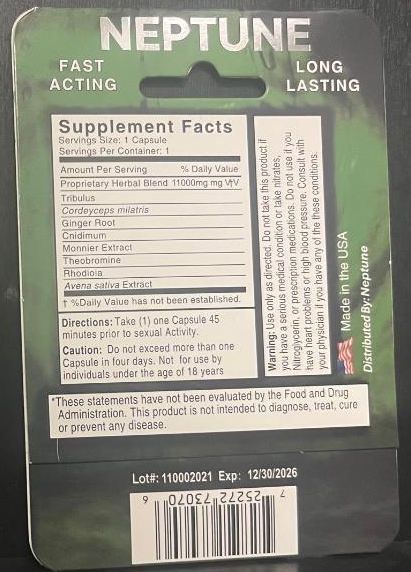 NEPTUNE
FAST
ACTING
LONG
LASTING
Supplement Facts
Servings Size: 1 Capsule
Servings Per Container: 1
Amount Per Serving % Daily Value
Proprietary Herbal Blend 11000mg mg
Tribulus
Cordeyceps milatris
Ginger Root
Cnidimum
Monnier Extract
Theobromine
Rhodioia
Avena sativa Extract
† %Daily Value has not been established.
Directions: Take (1) one Capsule 45
minutes prior to sexual Activity.
Caution: Do not exceed more than one
Capsule in four days. Not for use by
individuals under the age of 18 years
Warning: Use only as directed. Do not take this product if
you have a serious medical condition or take nitrates,
Nitroglycerin, or prescription medications. Do not use if you
have heart problems or high blood pressure. Consult with
your physician if you have any of the these conditions.
Made in the USA
Distributed By: Neptune
*These statements have not been evaluated by the Food and Drug
Administration. This product is not intended to diagnose, treat, cure
or prevent any disease.
Lot#: 110002021 Exp: 12/30/2026
7 25272 73070 6